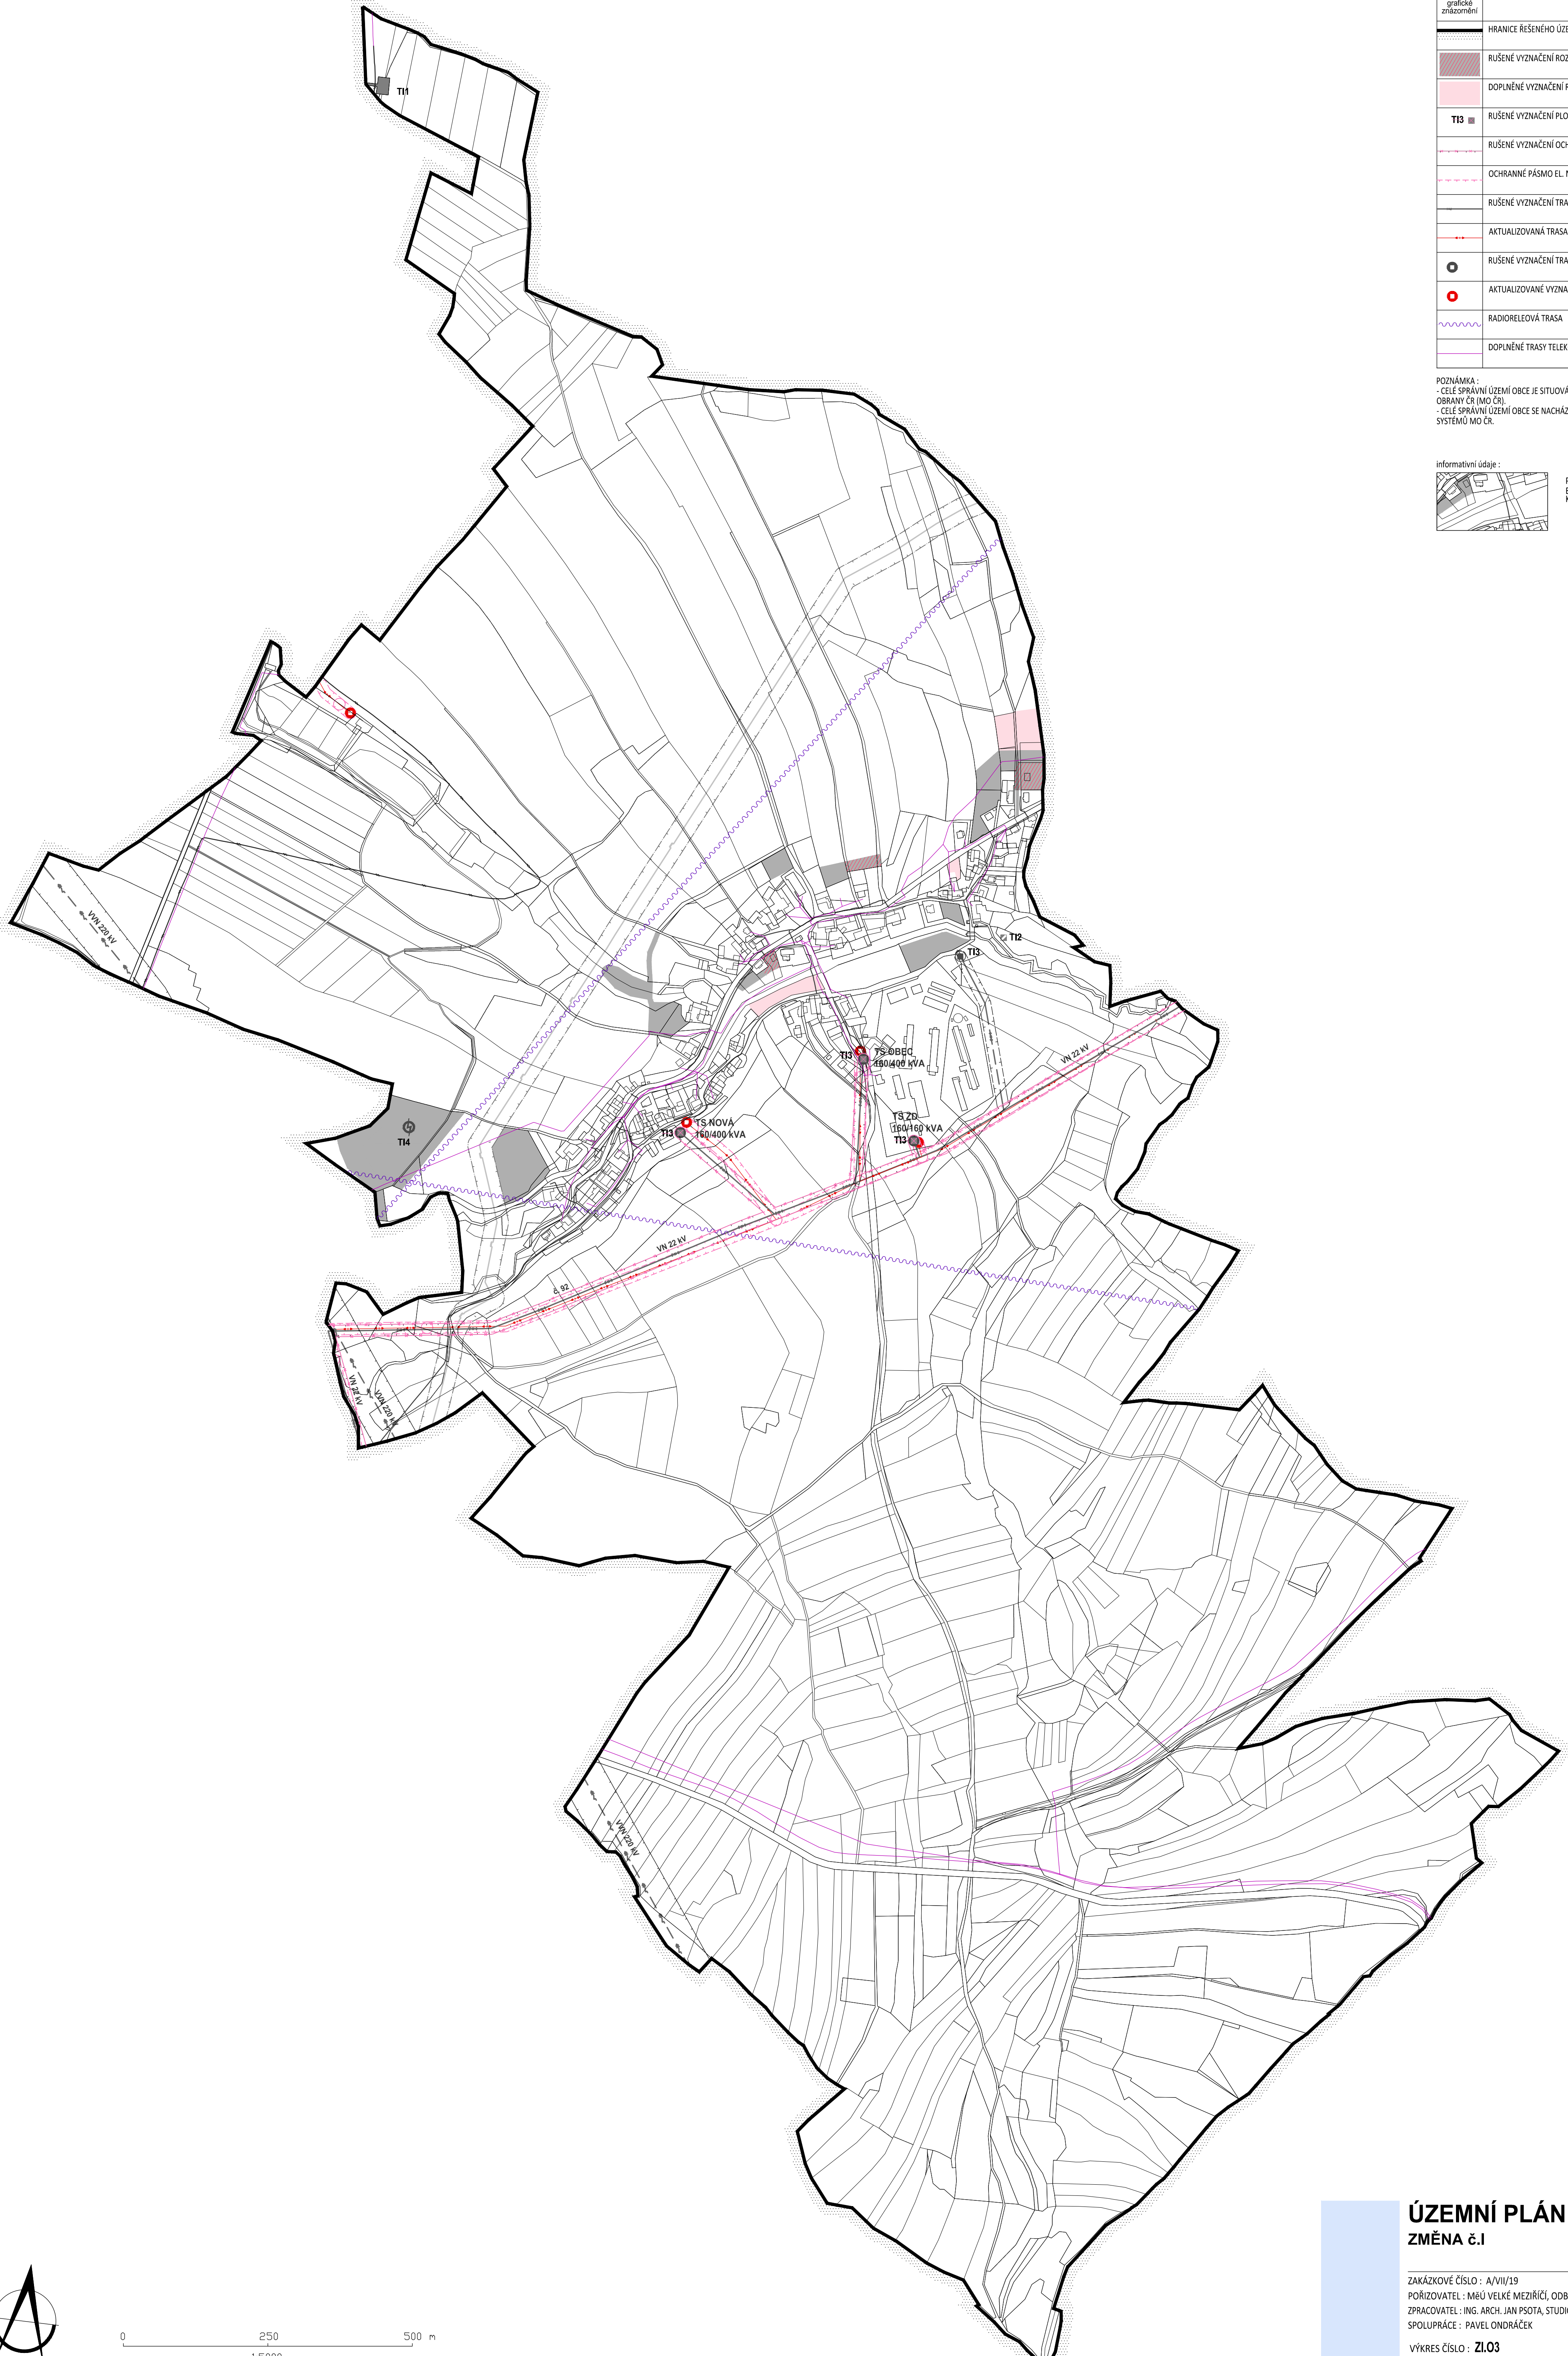 grafické
znázornění
HRANICE ŘEŠENÉHO ÚZE
RUŠENÉ VYZNAČENÍ ROZ
DOPLNĚNÉ VYZNAČENÍ
TI3
RUŠENÉ VYZNAČENÍ PLO
RUŠENÉ VYZNAČENÍ OCH
OCHRANNÉ PÁSMO EL.
RUŠENÉ VYZNAČENÍ TRA
AKTUALIZOVANÁ TRASA
RUŠENÉ VYZNAČENÍ TRA
AKTUALIZOVANÉ VYZNA
RADIORELEOVÁ TRASA
DOPLNĚNÉ TRASY TELEK
POZNÁMKA :
- CELÉ SPRÁVNÍ ÚZEMÍ OBCE JE SITUOVÁ
OBRANY ČR (MO ČR).
- CELÉ SPRÁVNÍ ÚZEMÍ OBCE SE NACHÁZ
SYSTÉMŮ MO ČR.
informativní údaje :
TI1
VVN 220 kV
TI2
TI3
TS OBEC
TI3
160/400 kVA
VN 22 kV
TS NOVÁ
TI3
160/400 kVA
TS ZD
160/160 kVA
TI3
TI4
VN 22 kV
č. 92
VN 22 kV
VVN 220 kV
VVN 220 kV
ÚZEMNÍ PLÁN
ZMĚNA č.I
ZAKÁZKOVÉ ČÍSLO : A/VII/19
POŘIZOVATEL : MěÚ VELKÉ MEZIŘÍČÍ, ODB
ZPRACOVATEL : ING. ARCH. JAN PSOTA, STUDIO
SPOLUPRÁCE : PAVEL ONDRÁČEK
VÝKRES ČÍSLO : ZI.O3
0 250 500 m
1:5000